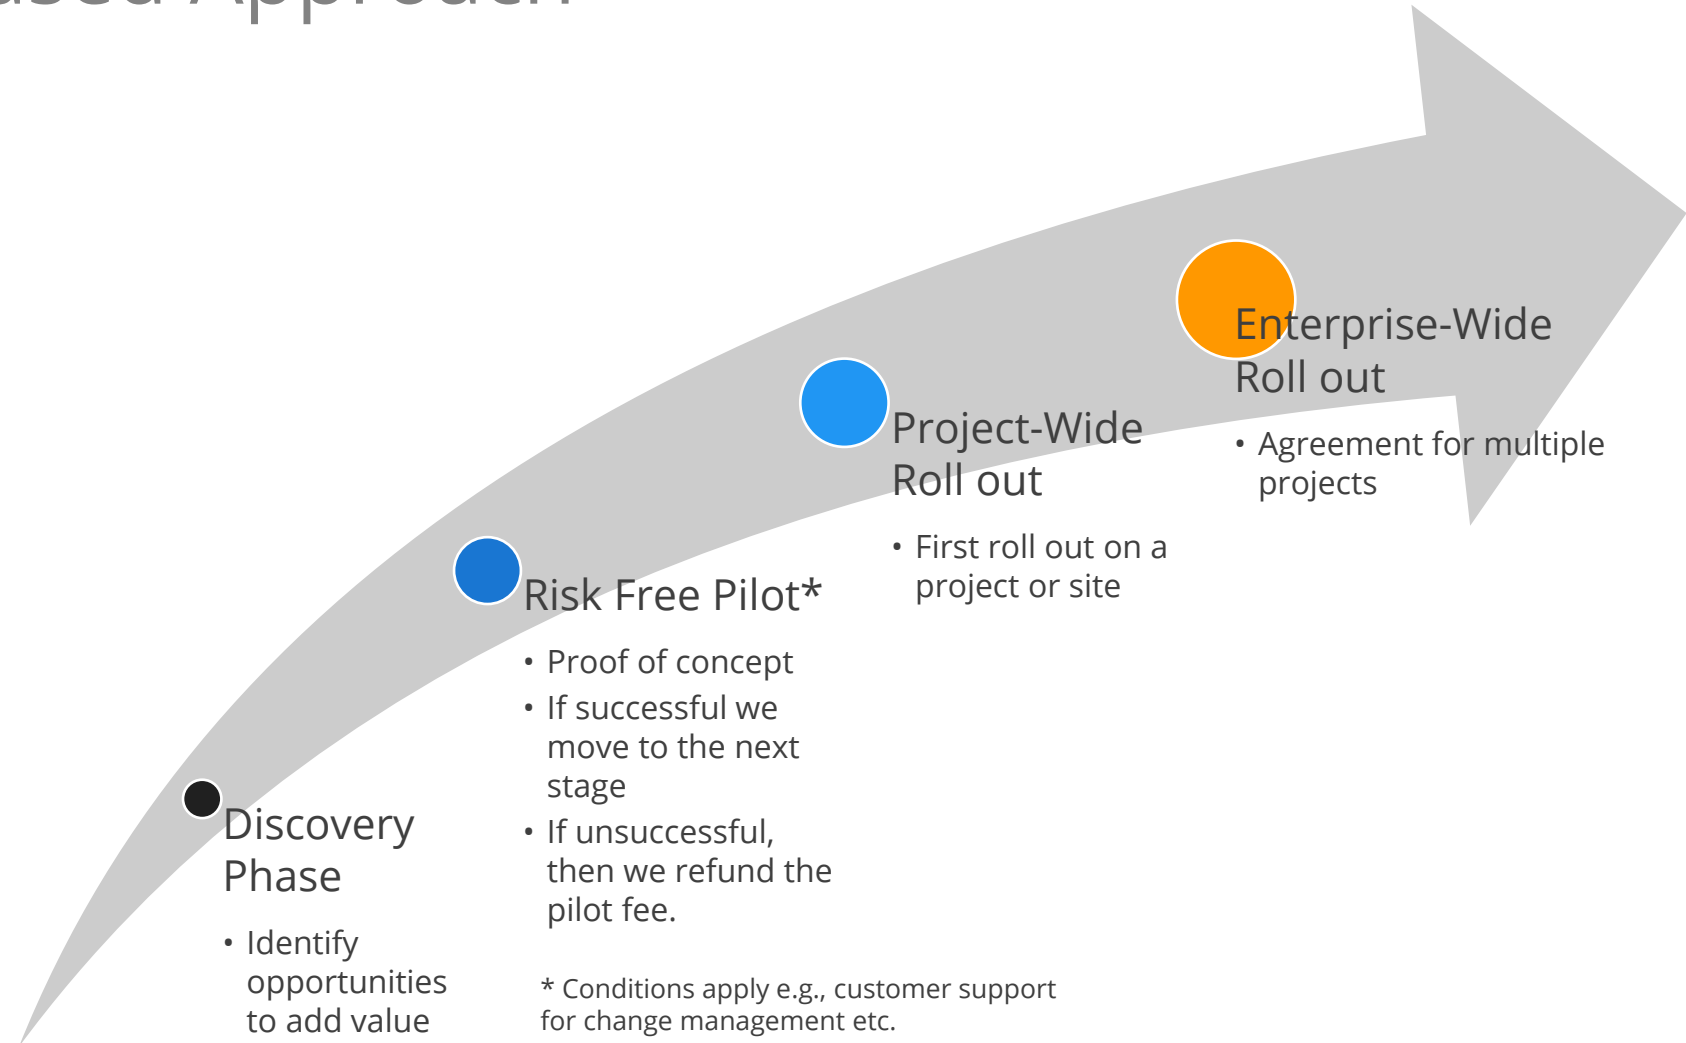 Approach
Enterprise-Wide
Roll out
• Agreement for multiple
projects
Project-Wide
Roll out
• First roll out on a
project or site
Risk Free Pilot*
• Proof of concept
• If successful we
move to the next
stage
• If unsuccessful,
then we refund the
pilot fee.
Discovery
Phase
• Identify
opportunities
to add value
* Conditions apply e.g., customer support
for change management etc.